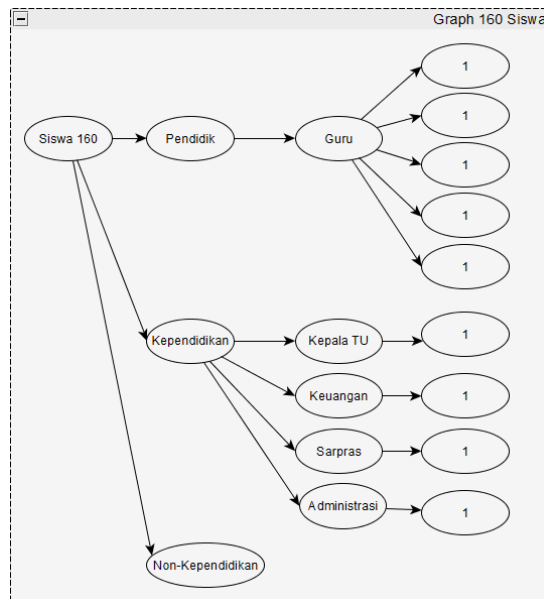 Graph 160 Siswa
Siswa 160
Pendidik
Guru
1
1
1
1
1
Kependidikan
Kepala TU
1
Keuangan
1
Sarpras
1
Administrasi
1
Non-Kependidikan